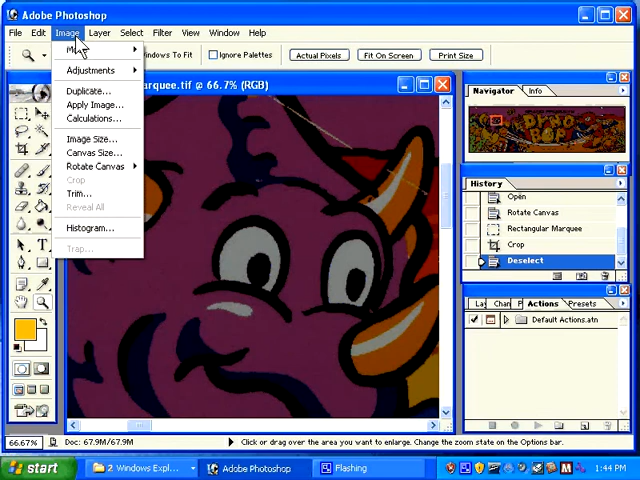 Adobe Photoshop
File Edit Image Layer Select Filter View Window Help
To Fit Ignore Palettes Actual Pixels Fit On Screen Print Size
Adjustments
Duplicate...
Apply Image...
Calculations...
Image Size...
Canvas Size...
Rotate Canvas
Crop
Trim...
Reveal All
Histogram...
Trap...
arquee.tif @ 66.7% (RGB)
Navigator Info
History
Open
Rotate Canvas
Rectangular Marquee
Crop
Deselect
Actions Presets
Default Actions.atn
66.67% Doc: 67.9M/67.9M Click or drag over the area you want to enlarge. Change the zoom state on the Options bar.
start 2 Windows Expl... Adobe Photoshop Flashing 1:44 PM